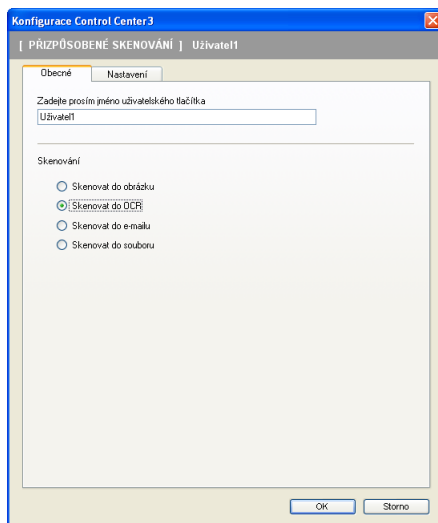 Konfigurace Control Center3
[ PŘIZPŮSOBENÉ SKENOVÁNÍ ] Uživatel1
Obecné
Nastavení
Zadejte prosím jméno uživatelského tlačítka
Uživatel1
Skenování
Skenovat do obrázku
Skenovat do OCR
Skenovat do e-mailu
Skenovat do souboru
OK
Storno